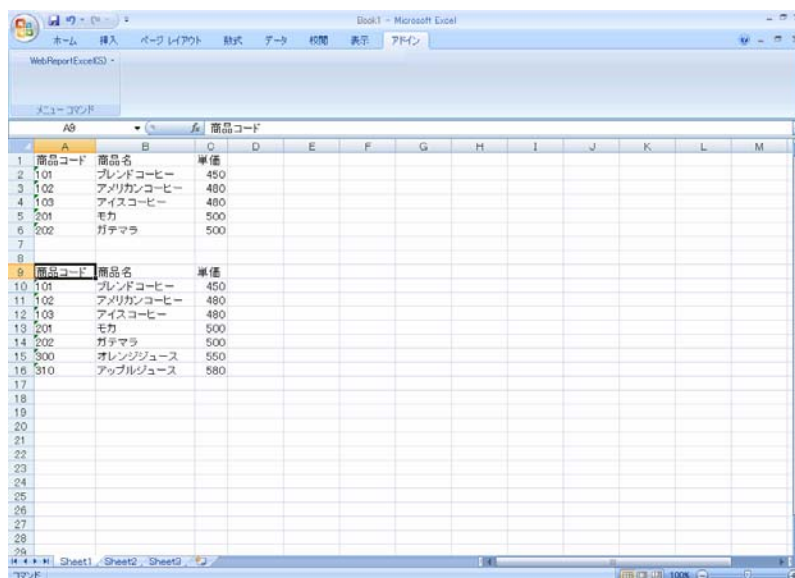 Book1 - Microsoft Excel
ホーム 挿入 ページ レイアウト 数式 データ 校閲 表示 アドイン
WebReportExcel(S)
メニュー コマンド
A9 fx 商品コード
A B C D E F G H I J K L M
1 商品コード 商品名 単価
2 101 ブレンドコーヒー 450
3 102 アメリカンコーヒー 480
4 103 アイスコーヒー 480
5 201 モカ 500
6 202 ガテマラ 500
7
8
9 商品コード 商品名 単価
10 101 ブレンドコーヒー 450
11 102 アメリカンコーヒー 480
12 103 アイスコーヒー 480
13 201 モカ 500
14 202 ガテマラ 500
15 300 オレンジジュース 550
16 310 アップルジュース 580
17
18
19
20
21
22
23
24
25
26
27
28
29
Sheet1 Sheet2 Sheet3
コマンド 100%